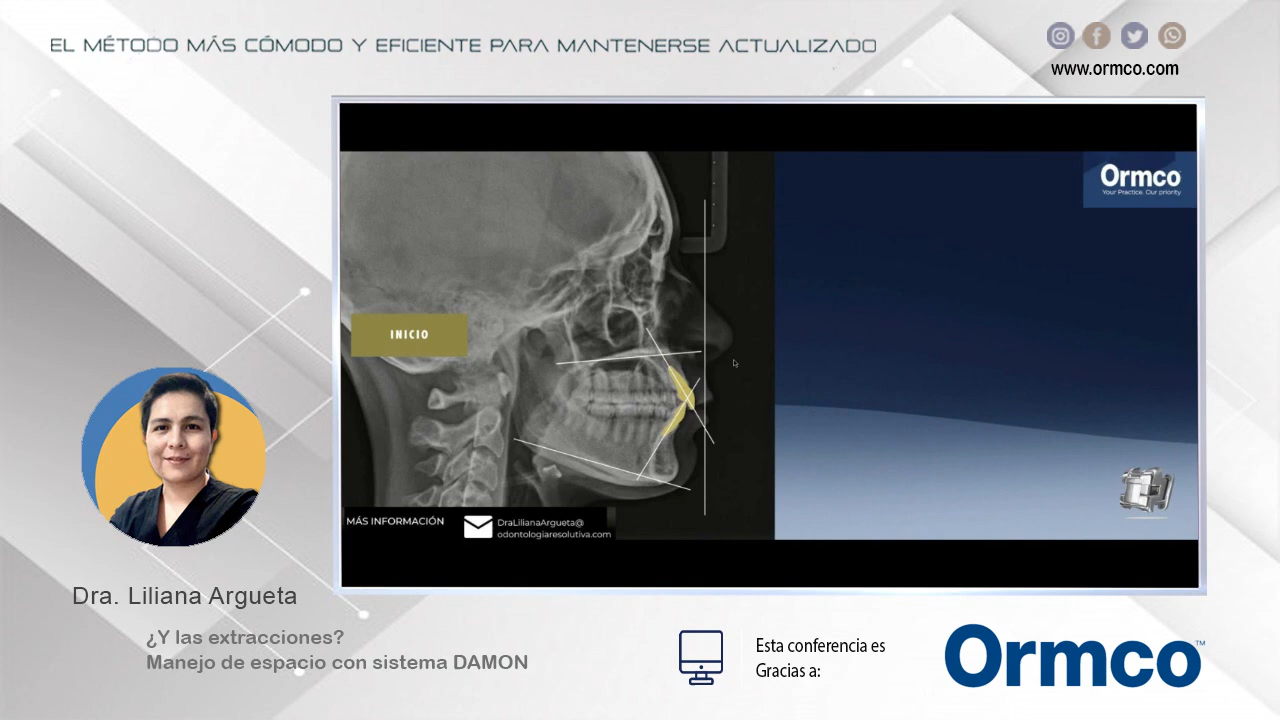 EL MÉTODO MÁS CÓMODO Y EFICIENTE PARA MANTENERSE ACTUALIZADO
www.ormco.com
Ormco
Your Practice. Our priority.
INICIO
MÁS INFORMACIÓN
DraLilianaArgueta@
odontologiaresolutiva.com
Dra. Liliana Argueta
¿Y las extracciones?
Manejo de espacio con sistema DAMON
Esta conferencia es
Gracias a:
Ormco™